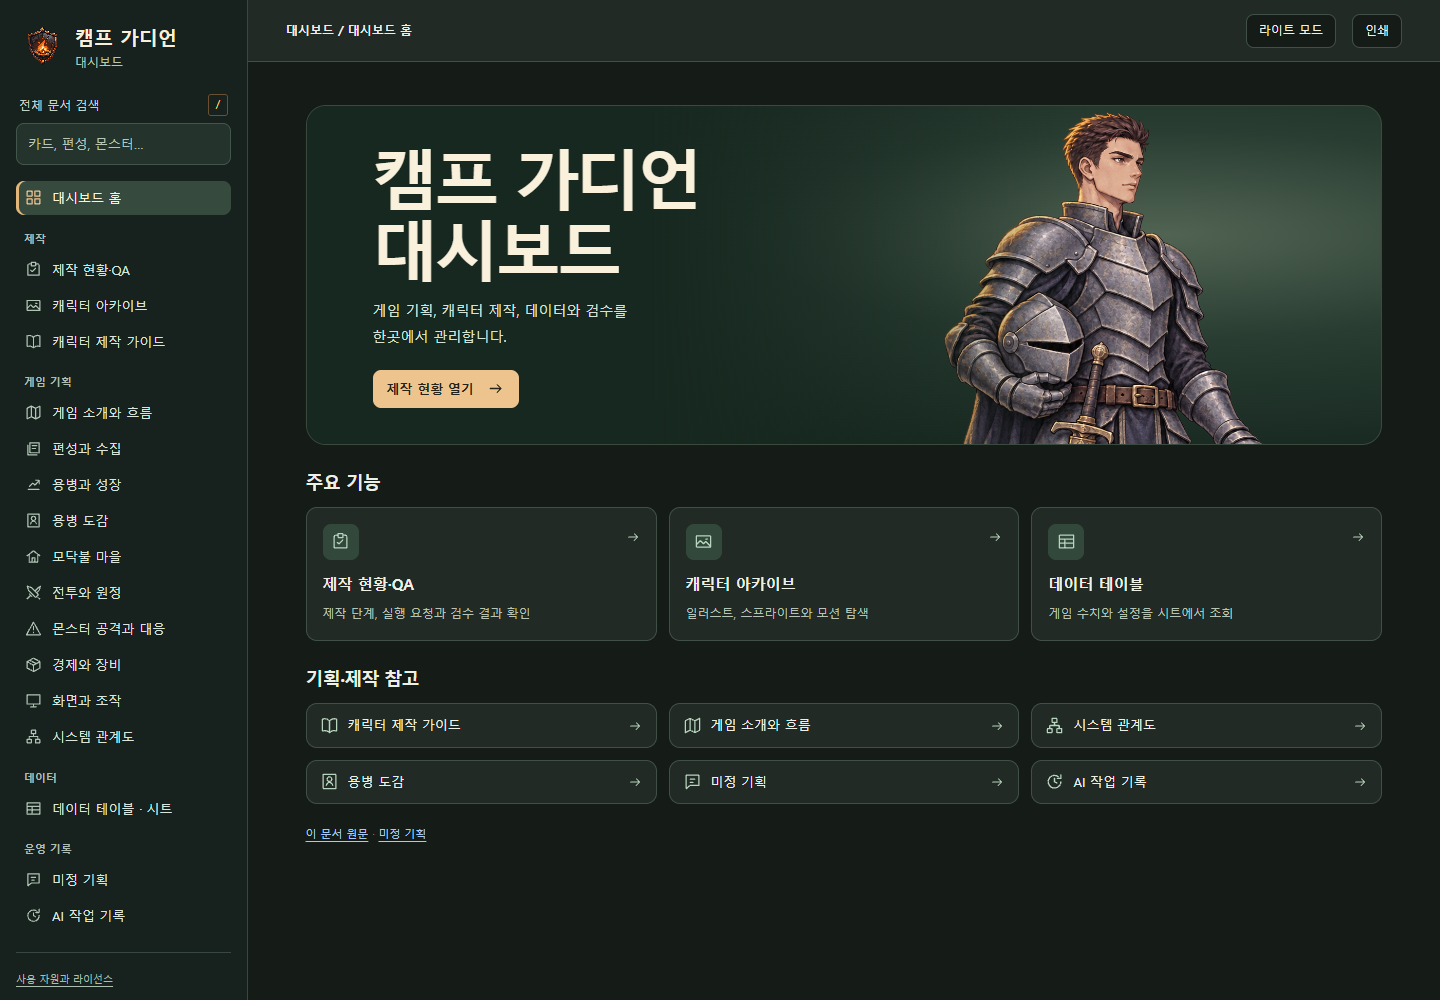 캠프 가디언
대시보드
전체 문서 검색
/
카드, 편성, 몬스터...
대시보드 홈
제작
제작 현황·QA
캐릭터 아카이브
캐릭터 제작 가이드
게임 기획
게임 소개와 흐름
편성과 수집
용병과 성장
용병 도감
모닥불 마을
전투와 원정
몬스터 공격과 대응
경제와 장비
화면과 조작
시스템 관계도
데이터
데이터 테이블 · 시트
운영 기록
미정 기획
AI 작업 기록
사용 자원과 라이선스
대시보드 / 대시보드 홈
라이트 모드
인쇄
캠프 가디언
대시보드
게임 기획, 캐릭터 제작, 데이터와 검수를
한곳에서 관리합니다.
제작 현황 열기 →
주요 기능
→
제작 현황·QA
제작 단계, 실행 요청과 검수 결과 확인
→
캐릭터 아카이브
일러스트, 스프라이트와 모션 탐색
→
데이터 테이블
게임 수치와 설정을 시트에서 조회
기획·제작 참고
캐릭터 제작 가이드 →
게임 소개와 흐름 →
시스템 관계도 →
용병 도감 →
미정 기획 →
AI 작업 기록 →
이 문서 원문 · 미정 기획